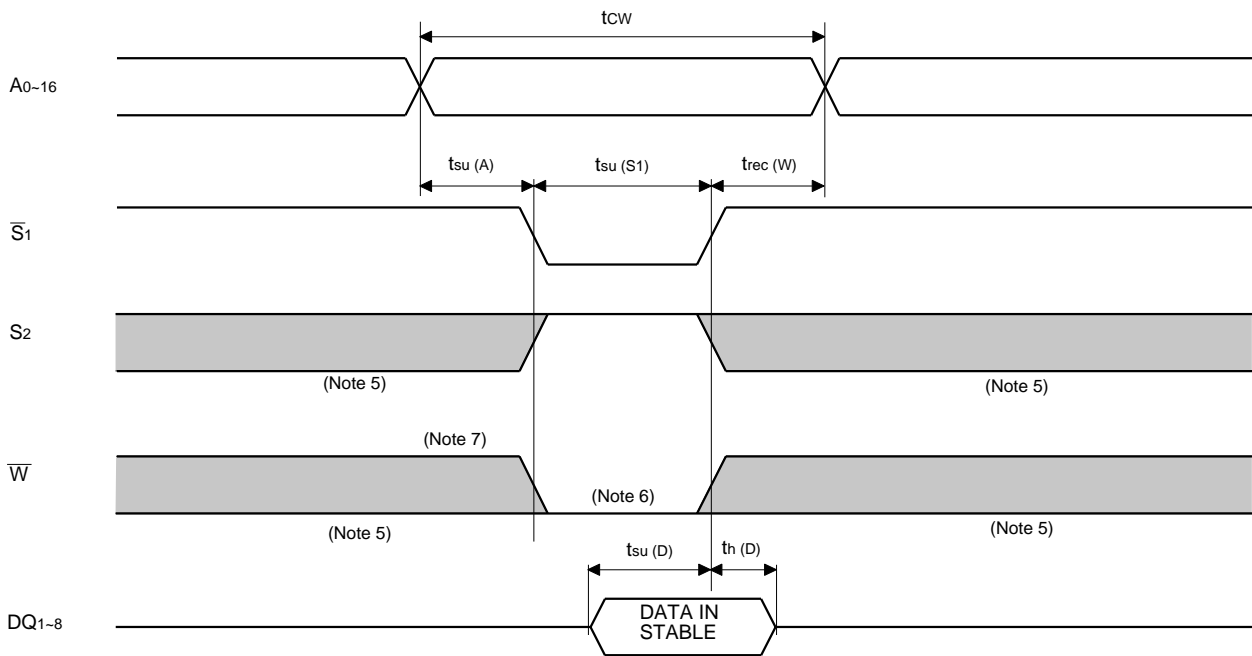 tCW
A0~16
tsu (A) tsu (S1) trec (W)
S̅1
S2
(Note 5) (Note 5)
(Note 7)
W̅
(Note 6)
(Note 5) (Note 5)
tsu (D) th (D)
DQ1~8
DATA IN
STABLE